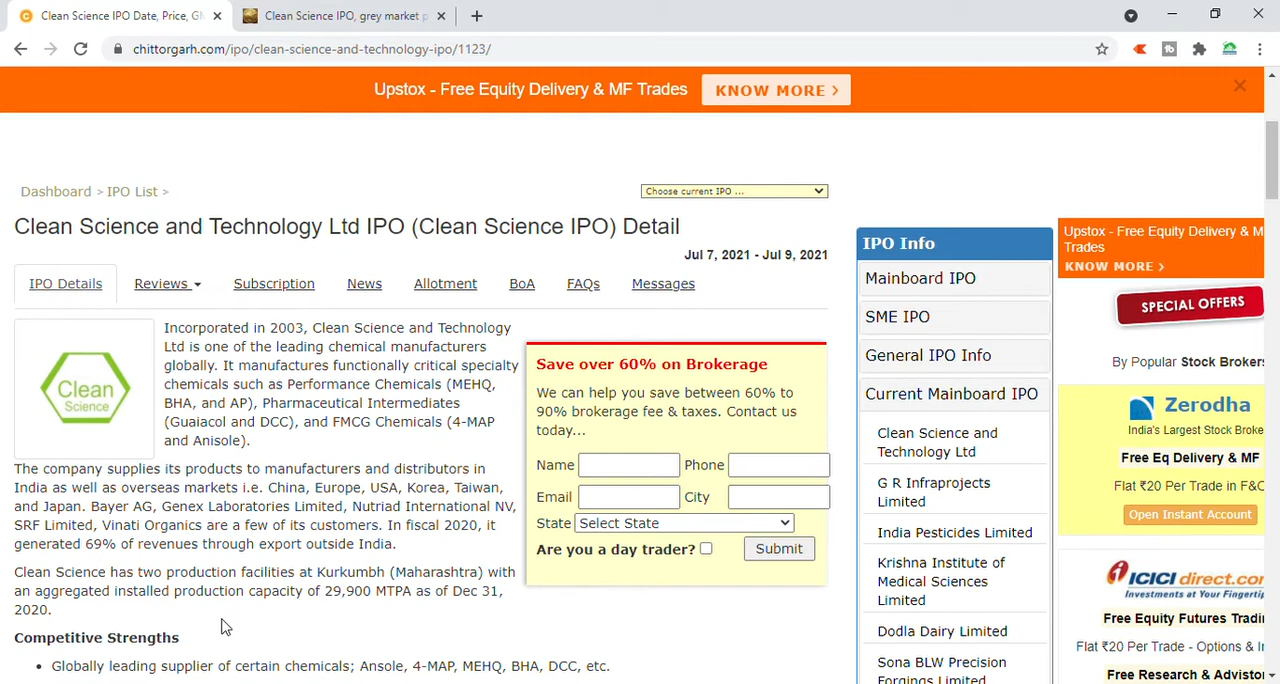 Clean Science IPO Date, Price, GM
Clean Science IPO, grey market p
chittorgarh.com/ipo/clean-science-and-technology-ipo/1123/
Upstox - Free Equity Delivery & MF Trades
KNOW MORE >
Dashboard > IPO List >
Choose current IPO ...
Clean Science and Technology Ltd IPO (Clean Science IPO) Detail
Jul 7, 2021 - Jul 9, 2021
IPO Details
Reviews
Subscription
News
Allotment
BoA
FAQs
Messages
Clean
Science
Incorporated in 2003, Clean Science and Technology
Ltd is one of the leading chemical manufacturers
globally. It manufactures functionally critical specialty
chemicals such as Performance Chemicals (MEHQ,
BHA, and AP), Pharmaceutical Intermediates
(Guaiacol and DCC), and FMCG Chemicals (4-MAP
and Anisole).
The company supplies its products to manufacturers and distributors in
India as well as overseas markets i.e. China, Europe, USA, Korea, Taiwan,
and Japan. Bayer AG, Genex Laboratories Limited, Nutriad International NV,
SRF Limited, Vinati Organics are a few of its customers. In fiscal 2020, it
generated 69% of revenues through export outside India.
Clean Science has two production facilities at Kurkumbh (Maharashtra) with
an aggregated installed production capacity of 29,900 MTPA as of Dec 31,
2020.
Competitive Strengths
• Globally leading supplier of certain chemicals; Ansole, 4-MAP, MEHQ, BHA, DCC, etc.
Save over 60% on Brokerage
We can help you save between 60% to
90% brokerage fee & taxes. Contact us
today...
Name Phone
Email City
State Select State
Are you a day trader? Submit
IPO Info
Mainboard IPO
SME IPO
General IPO Info
Current Mainboard IPO
Clean Science and
Technology Ltd
G R Infraprojects
Limited
India Pesticides Limited
Krishna Institute of
Medical Sciences
Limited
Dodla Dairy Limited
Sona BLW Precision
Forgings Limited
Upstox - Free Equity Delivery & M
Trades
KNOW MORE >
SPECIAL OFFERS
By Popular Stock Brokers
Zerodha
India's Largest Stock Broke
Free Eq Delivery & MF
Flat ₹20 Per Trade in F&O
Open Instant Account
ICICI direct.com
Investments at Your Fingertip
Free Equity Futures Tradin
Flat ₹20 Per Trade - Options & In
Free Research & Advisto